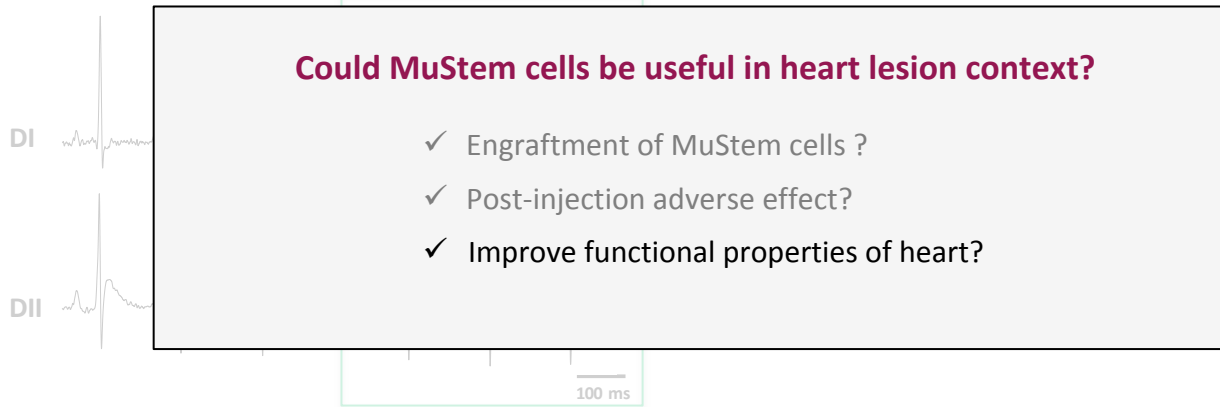 Could MuStem cells be useful in heart lesion context?
DI
✓ Engraftment of MuStem cells ?
✓ Post-injection adverse effect?
✓ Improve functional properties of heart?
DII
100 ms